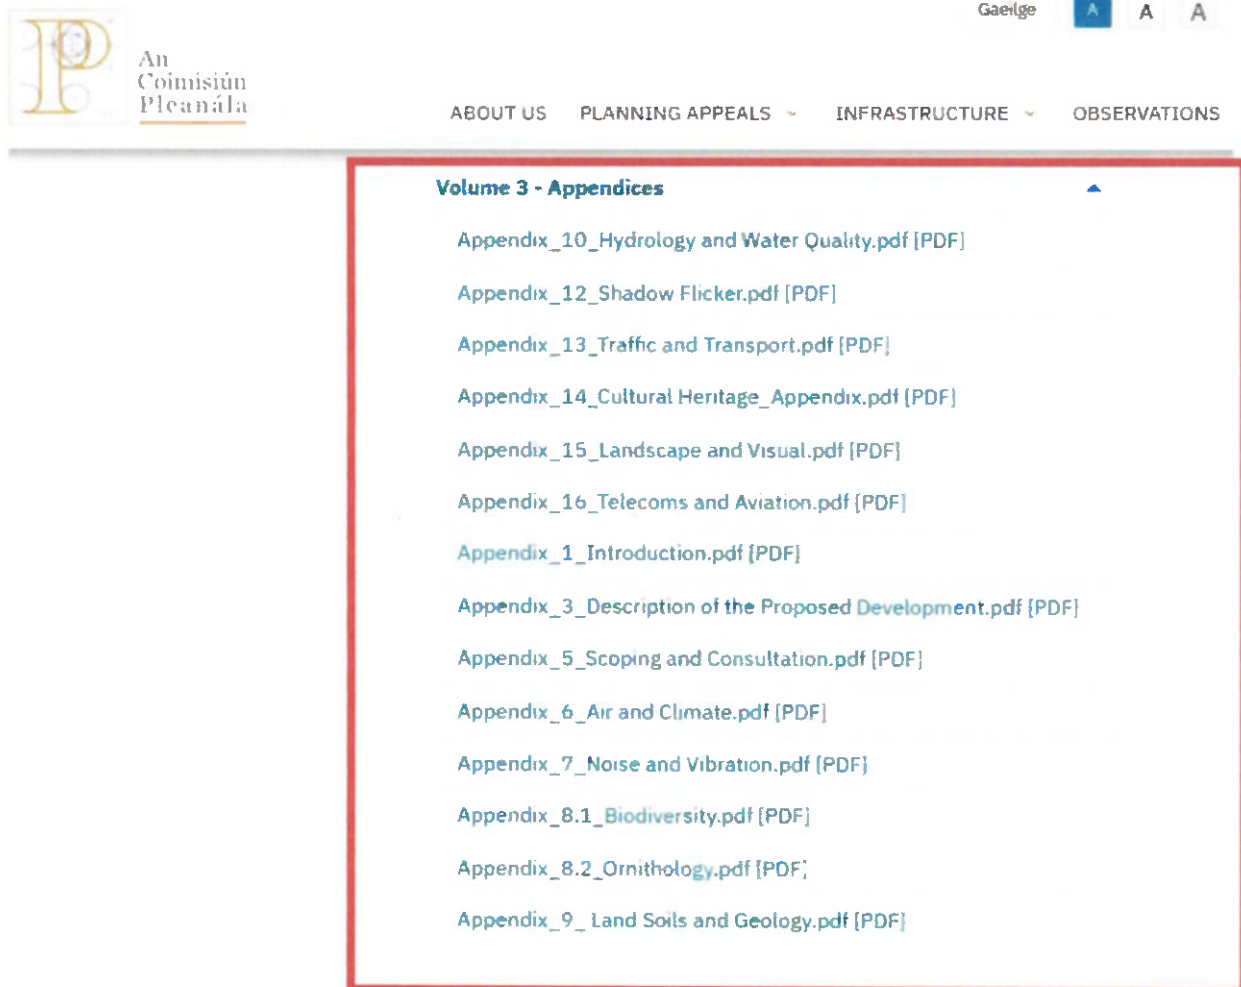 Gaeilge A A A
An
Coimisiún
Pleanála
ABOUT US PLANNING APPEALS INFRASTRUCTURE OBSERVATIONS
Volume 3 - Appendices
Appendix_10_Hydrology and Water Quality.pdf [PDF]
Appendix_12_Shadow Flicker.pdf [PDF]
Appendix_13_Traffic and Transport.pdf [PDF]
Appendix_14_Cultural Heritage_Appendix.pdf [PDF]
Appendix_15_Landscape and Visual.pdf [PDF]
Appendix_16_Telecoms and Aviation.pdf [PDF]
Appendix_1_Introduction.pdf [PDF]
Appendix_3_Description of the Proposed Development.pdf [PDF]
Appendix_5_Scoping and Consultation.pdf [PDF]
Appendix_6_Air and Climate.pdf [PDF]
Appendix_7_Noise and Vibration.pdf [PDF]
Appendix_8.1_Biodiversity.pdf [PDF]
Appendix_8.2_Ornithology.pdf [PDF]
Appendix_9_ Land Soils and Geology.pdf [PDF]